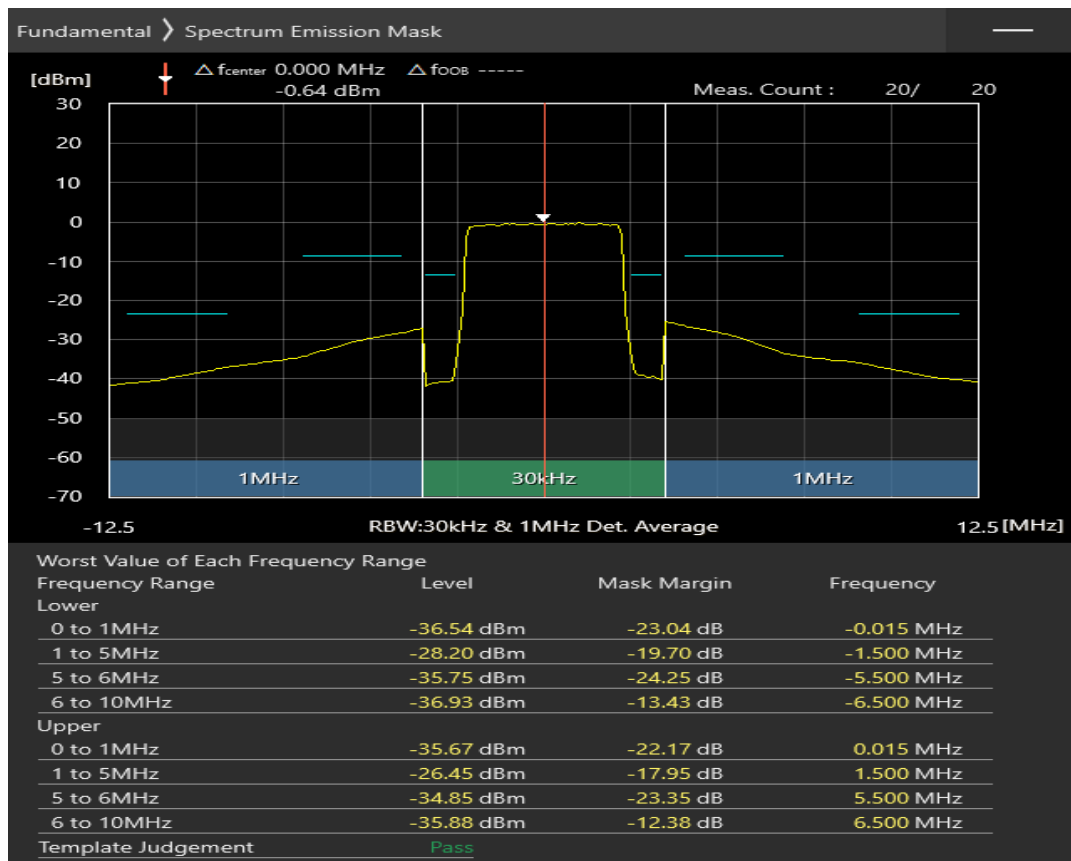 Fundamental ❯ Spectrum Emission Mask
[dBm] △ fcenter 0.000 MHz △ fOOB -----
-0.64 dBm Meas. Count : 20/ 20
30
20
10
0
-10
-20
-30
-40
-50
-60
1MHz 30kHz 1MHz
-70
-12.5 RBW:30kHz & 1MHz Det. Average 12.5 [MHz]
Worst Value of Each Frequency Range
Frequency Range Level Mask Margin Frequency
Lower
0 to 1MHz -36.54 dBm -23.04 dB -0.015 MHz
1 to 5MHz -28.20 dBm -19.70 dB -1.500 MHz
5 to 6MHz -35.75 dBm -24.25 dB -5.500 MHz
6 to 10MHz -36.93 dBm -13.43 dB -6.500 MHz
Upper
0 to 1MHz -35.67 dBm -22.17 dB 0.015 MHz
1 to 5MHz -26.45 dBm -17.95 dB 1.500 MHz
5 to 6MHz -34.85 dBm -23.35 dB 5.500 MHz
6 to 10MHz -35.88 dBm -12.38 dB 6.500 MHz
Template Judgement Pass